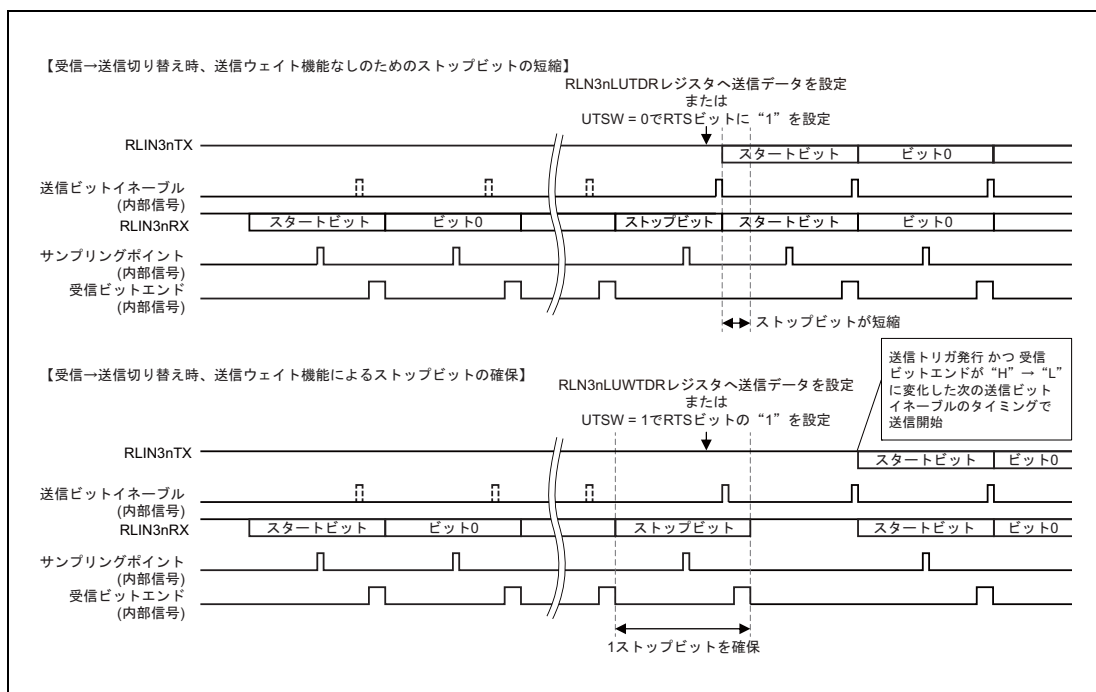 【受信→送信切り替え時、送信ウェイト機能なしのためのストップビットの短縮】
RLN3nLUTDRレジスタへ送信データを設定
または
UTSW = 0でRTSビットに“1”を設定
RLIN3nTX
スタートビット
ビット0
送信ビットイネーブル
(内部信号)
RLIN3nRX
スタートビット
ビット0
ストップビット
スタートビット
ビット0
サンプリングポイント
(内部信号)
受信ビットエンド
(内部信号)
ストップビットが短縮
【受信→送信切り替え時、送信ウェイト機能によるストップビットの確保】
RLN3nLUWTDRレジスタへ送信データを設定
または
UTSW = 1でRTSビットの“1”を設定
送信トリガ発行 かつ 受信
ビットエンドが“H”→“L”
に変化した次の送信ビット
イネーブルのタイミングで
送信開始
RLIN3nTX
スタートビット
ビット0
送信ビットイネーブル
(内部信号)
RLIN3nRX
スタートビット
ビット0
ストップビット
スタートビット
ビット0
サンプリングポイント
(内部信号)
受信ビットエンド
(内部信号)
1ストップビットを確保